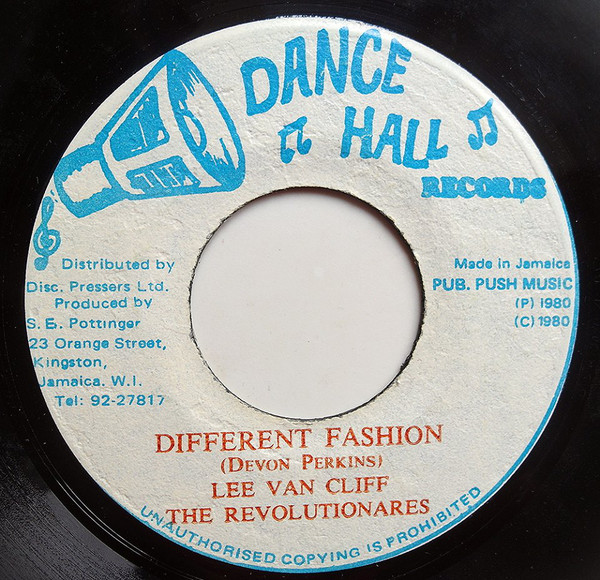 DANCE
HALL
RECORDS
Distributed by
Disc. Pressers Ltd.
Produced by
S. E. Pottinger
23 Orange Street,
Kingston,
Jamaica. W.I.
Tel: 92-27817
Made in Jamaica
PUB. PUSH MUSIC
(P) 1980
(C) 1980
DIFFERENT FASHION
(DEVON PERKINS)
LEE VAN CLIFF
THE REVOLUTIONARES
UNAUTHORISED COPYING IS PROHIBITED